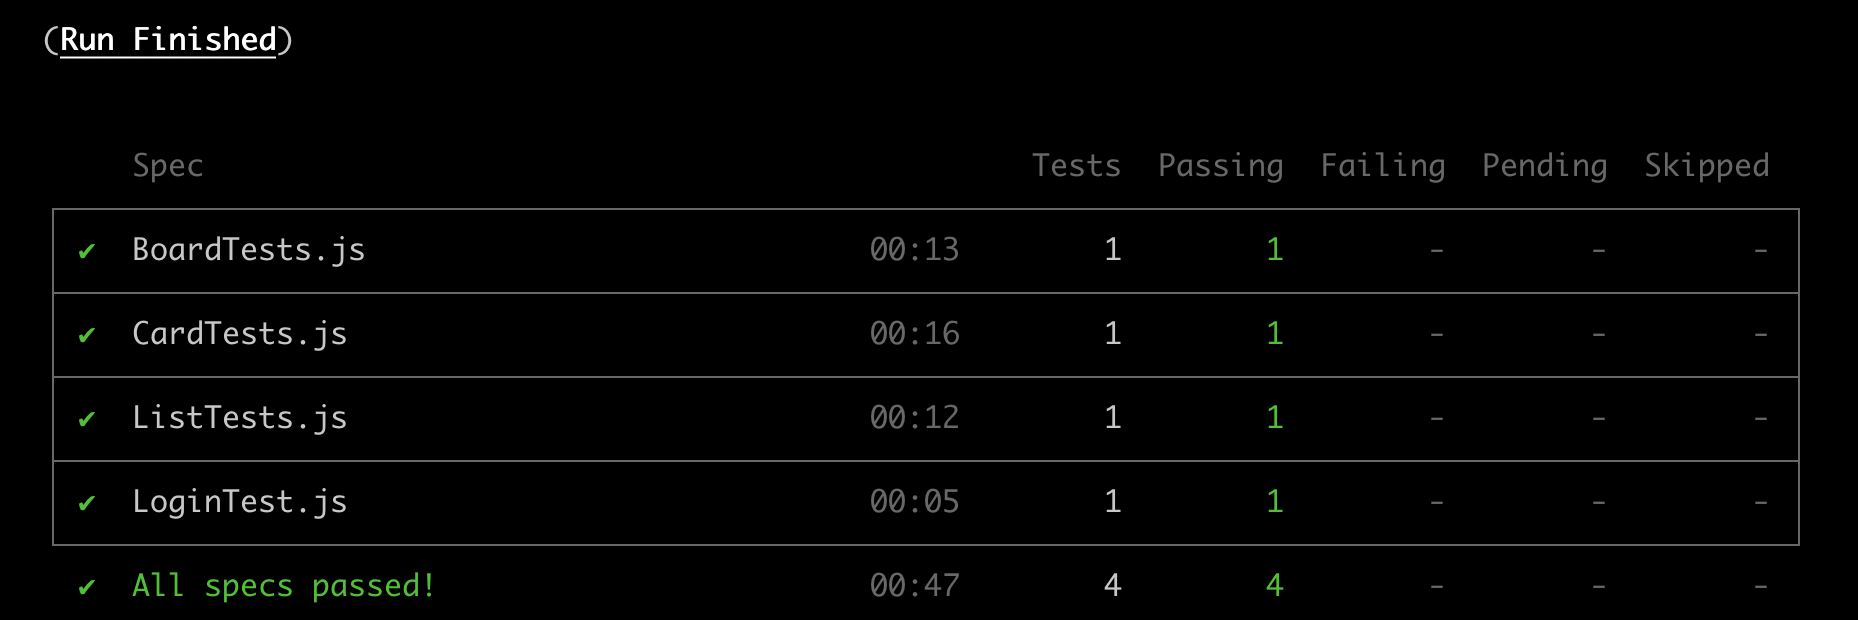 (Run Finished)
Spec Tests Passing Failing Pending Skipped
✔ BoardTests.js 00:13 1 1 - - -
✔ CardTests.js 00:16 1 1 - - -
✔ ListTests.js 00:12 1 1 - - -
✔ LoginTest.js 00:05 1 1 - - -
✔ All specs passed! 00:47 4 4 - - -